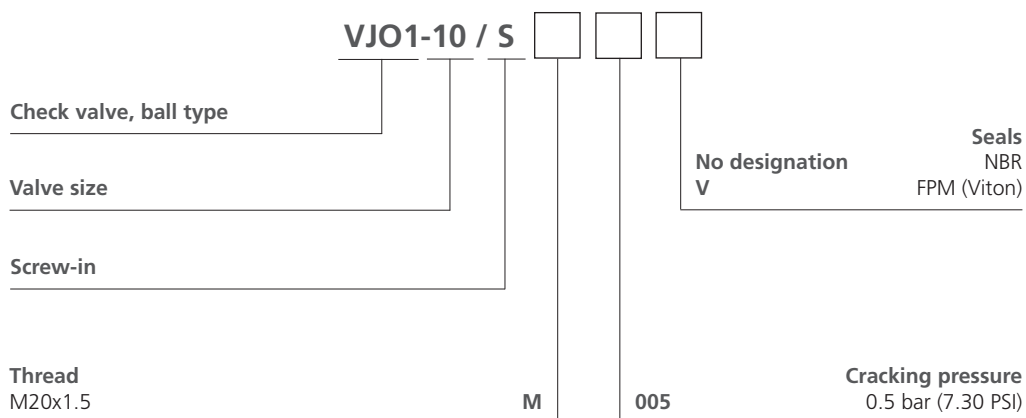 VJO1-10 / S
Check valve, ball type
Seals
No designation NBR
Valve size V FPM (Viton)
Screw-in
Thread Cracking pressure
M20x1.5 M 005 0.5 bar (7.30 PSI)